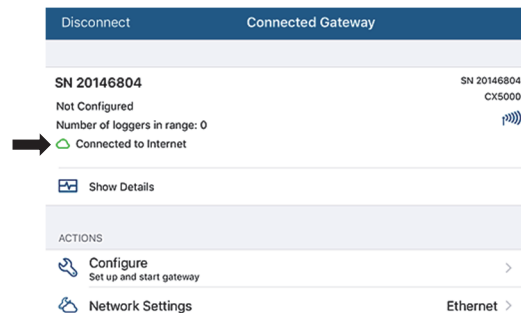 Disconnect Connected Gateway
SN 20146804 SN 20146804
CX5000
Not Configured
Number of loggers in range: 0
Connected to Internet
Show Details
ACTIONS
Configure
Set up and start gateway
Network Settings Ethernet